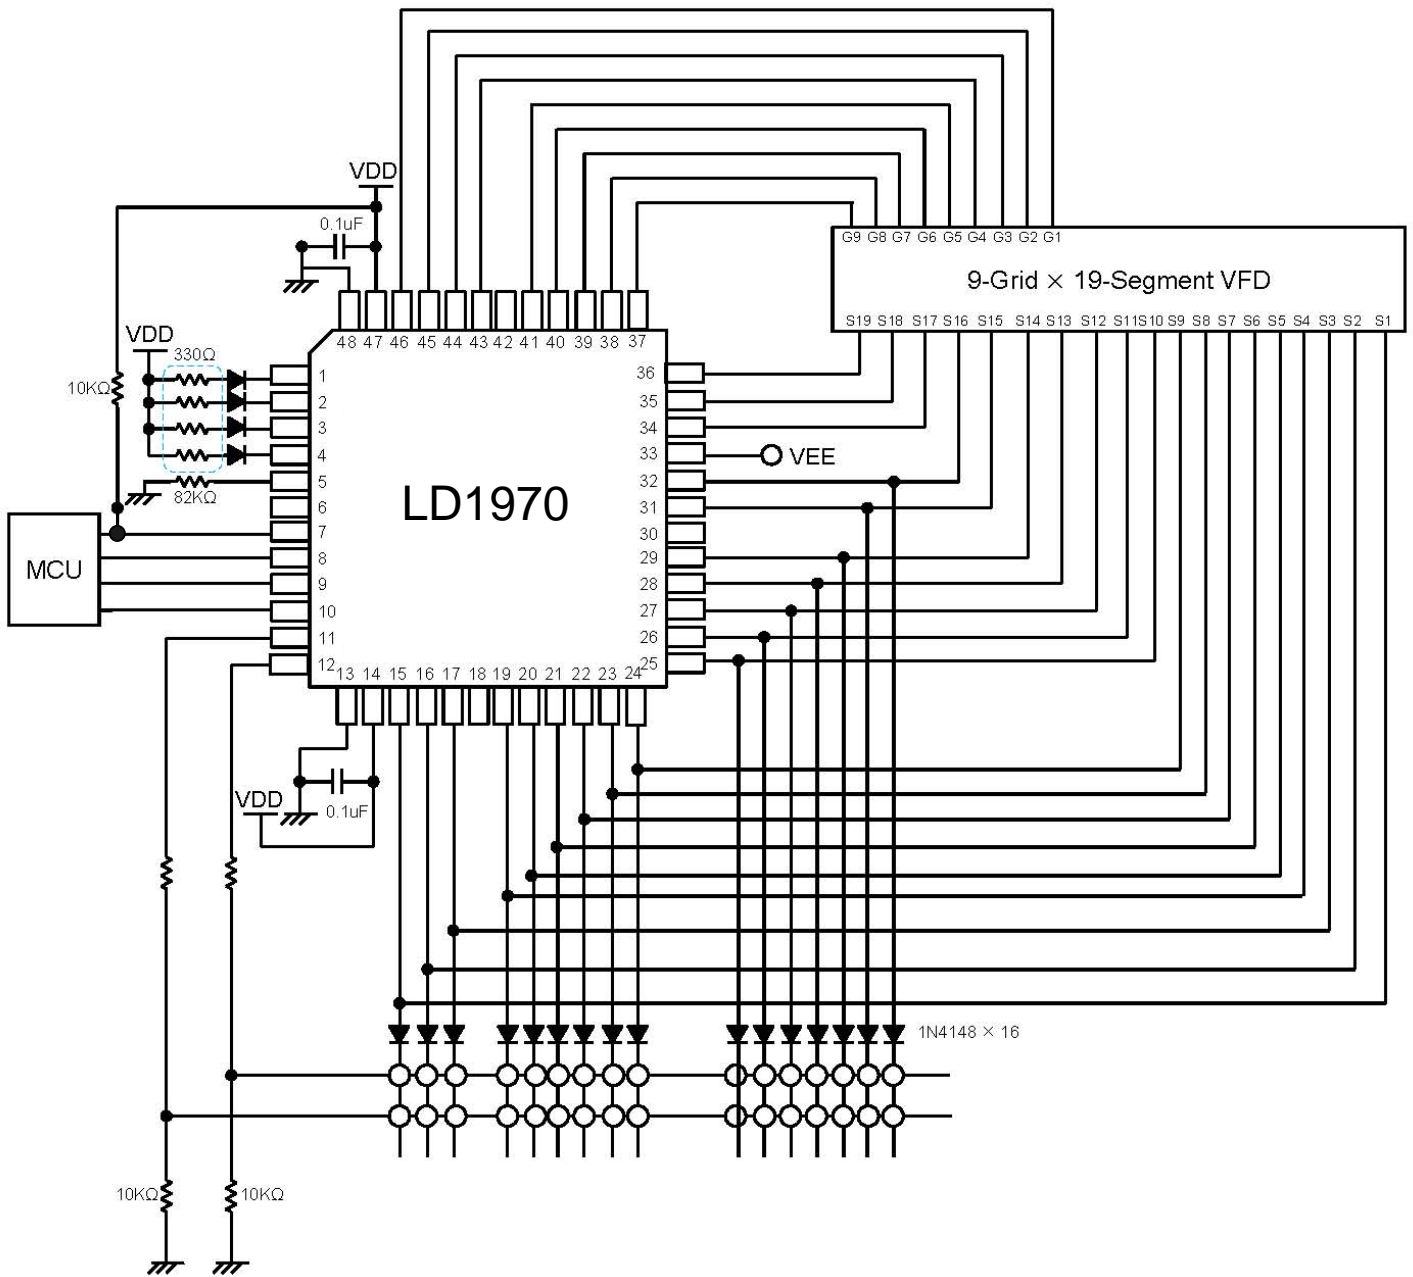 VDD
0.1uF
G9 G8 G7 G6 G5 G4 G3 G2 G1
9-Grid × 19-Segment VFD
S19 S18 S17 S16 S15 S14 S13 S12 S11 S10 S9 S8 S7 S6 S5 S4 S3 S2 S1
VDD
330Ω
10KΩ
82KΩ
48 47 46 45 44 43 42 41 40 39 38 37
1
2
3
4
5
6
7
8
9
10
11
12
LD1970
36
35
34
33
32
31
30
29
28
27
26
25
VEE
MCU
13 14 15 16 17 18 19 20 21 22 23 24
VDD
0.1uF
1N4148 × 16
10KΩ
10KΩ